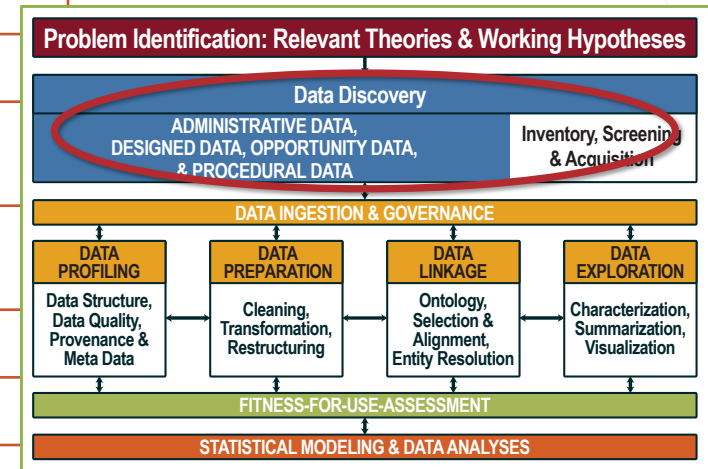 Problem Identification: Relevant Theories & Working Hypotheses
Data Discovery
ADMINISTRATIVE DATA,
DESIGNED DATA, OPPORTUNITY DATA,
& PROCEDURAL DATA
Inventory, Screening
& Acquisition
DATA INGESTION & GOVERNANCE
DATA
PROFILING
Data Structure,
Data Quality,
Provenance &
Meta Data
DATA
PREPARATION
Cleaning,
Transformation,
Restructuring
DATA
LINKAGE
Ontology,
Selection &
Alignment,
Entity Resolution
DATA
EXPLORATION
Characterization,
Summarization,
Visualization
FITNESS-FOR-USE-ASSESSMENT
STATISTICAL MODELING & DATA ANALYSES